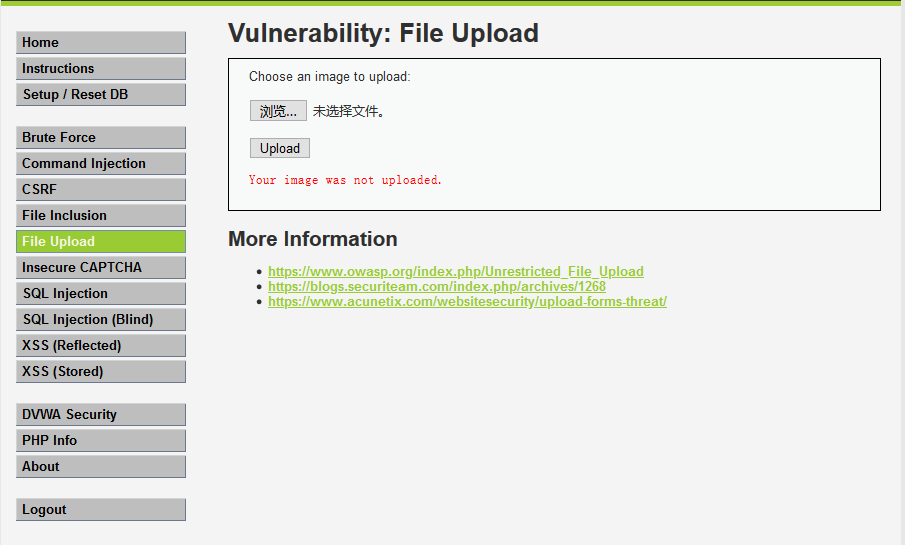 Home
Instructions
Setup / Reset DB
Brute Force
Command Injection
CSRF
File Inclusion
File Upload
Insecure CAPTCHA
SQL Injection
SQL Injection (Blind)
XSS (Reflected)
XSS (Stored)
DVWA Security
PHP Info
About
Logout
Vulnerability: File Upload
Choose an image to upload:
浏览... 未选择文件。
Upload
Your image was not uploaded.
More Information
https://www.owasp.org/index.php/Unrestricted_File_Upload
https://blogs.securiteam.com/index.php/archives/1268
https://www.acunetix.com/websitesecurity/upload-forms-threat/